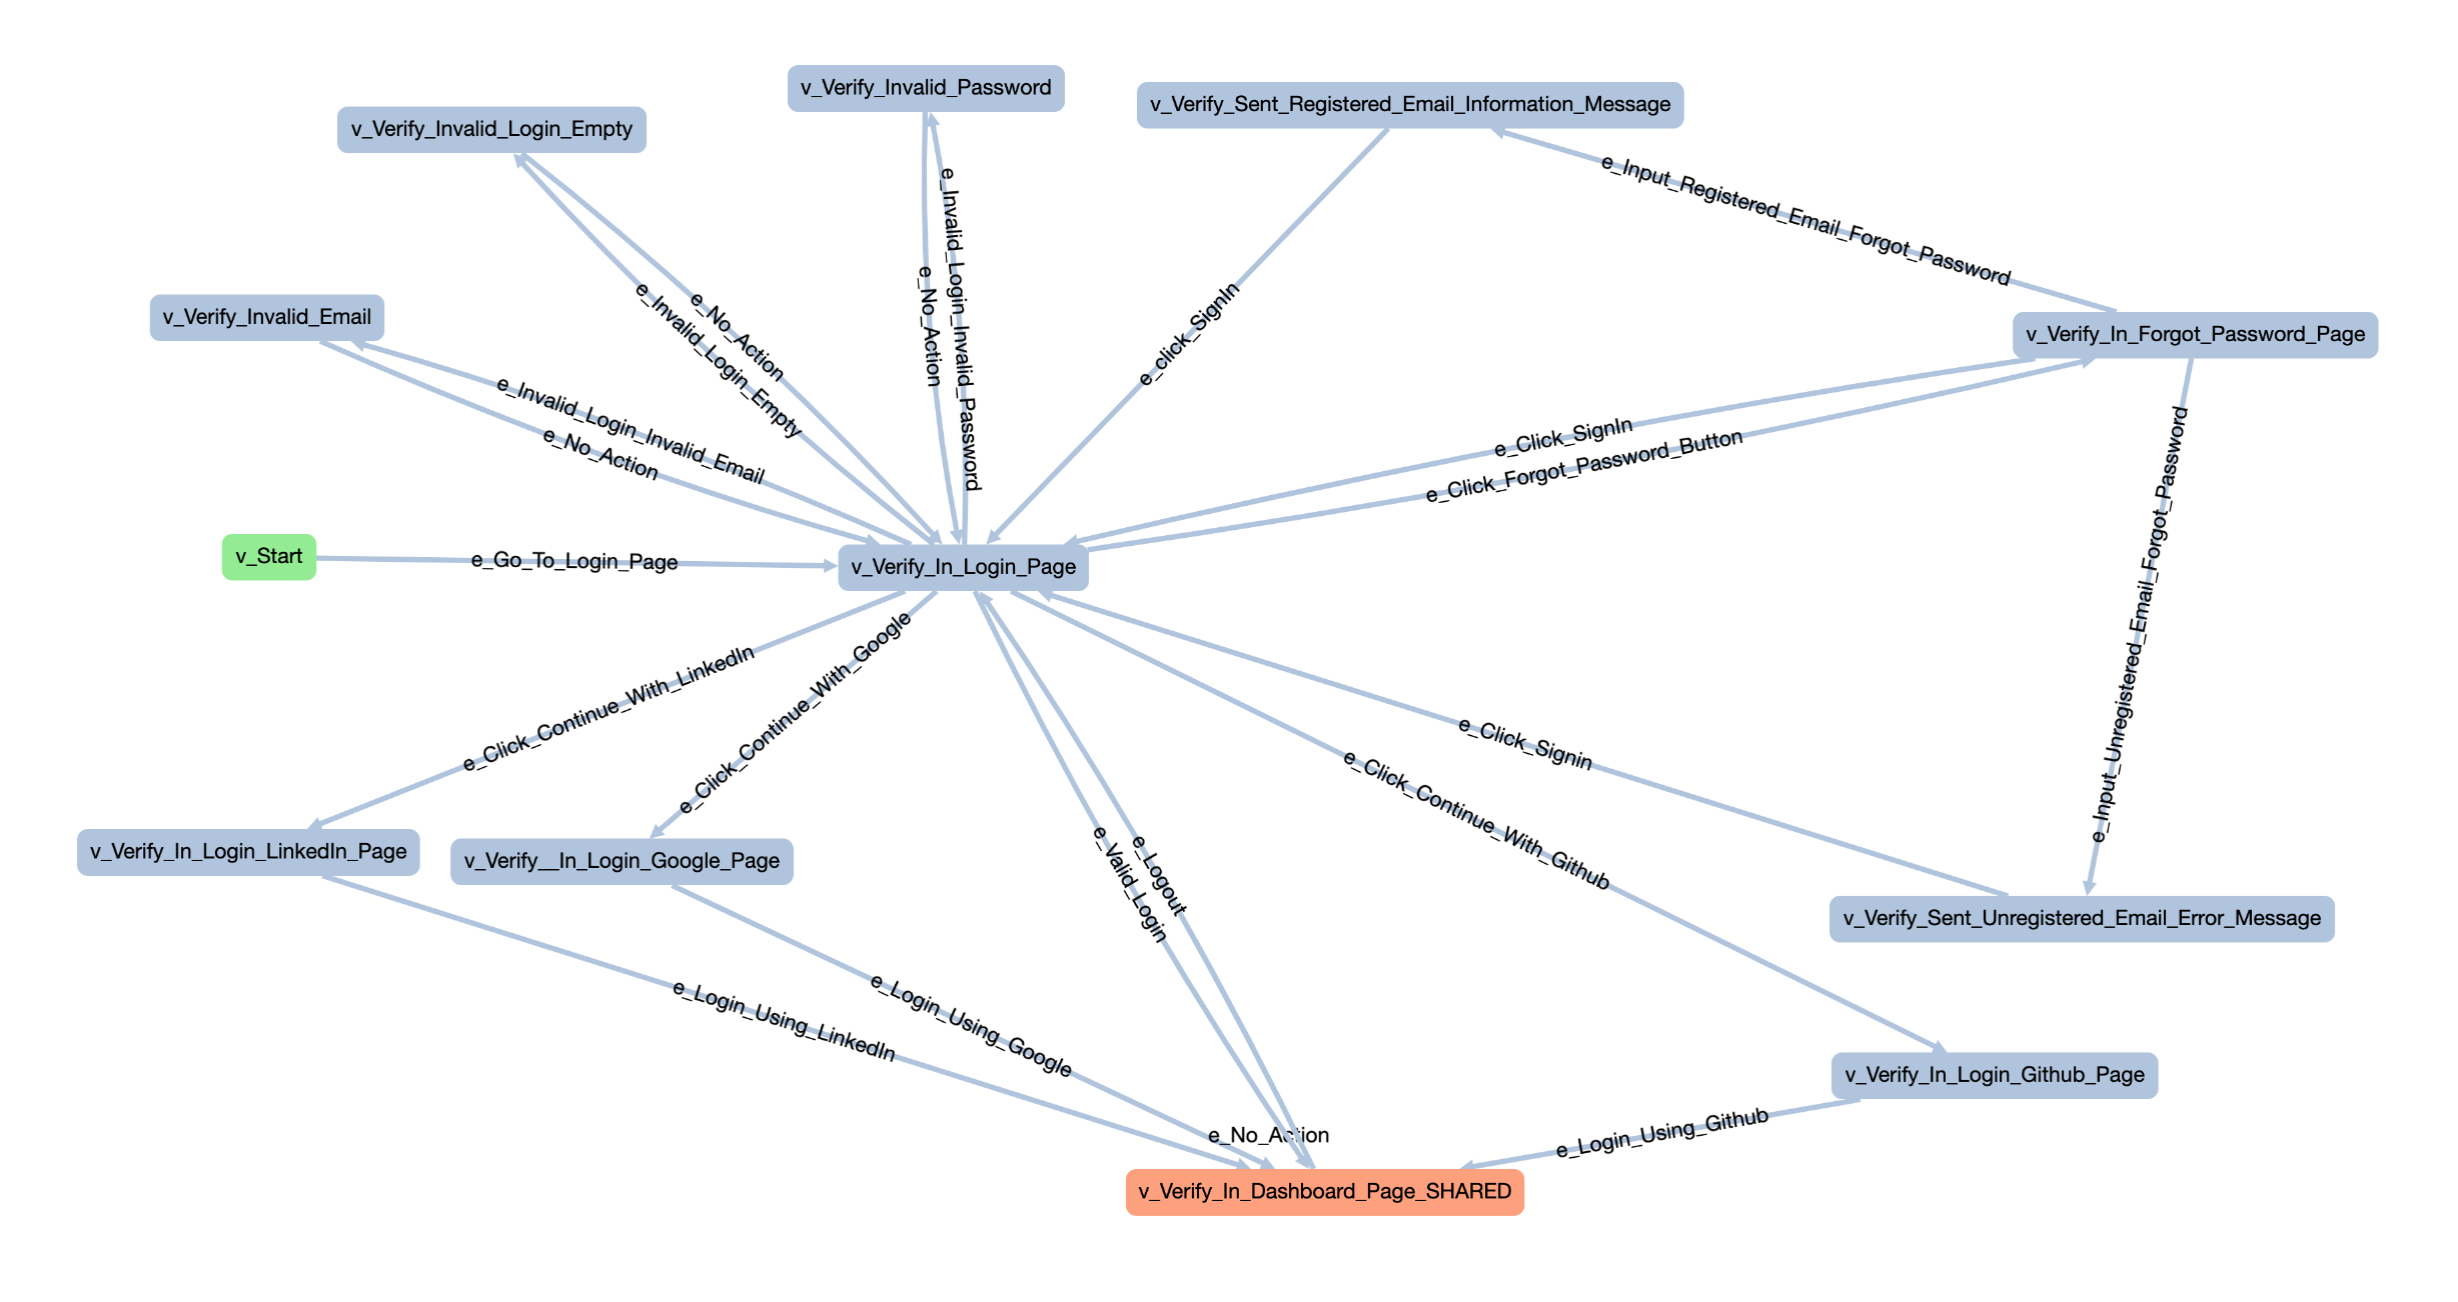 v_Verify_Invalid_Password
v_Verify_Sent_Registered_Email_Information_Message
v_Verify_Invalid_Login_Empty
e_Input_Registered_Email_Forgot_Password
v_Verify_Invalid_Email
v_Verify_In_Forgot_Password_Page
e_Invalid_Login_Invalid_Password
e_No_Action
e_click_SignIn
e_No_Action
e_Invalid_Login_Empty
e_Invalid_Login_Invalid_Email
e_No_Action
e_Click_SignIn
e_Click_Forgot_Password_Button
e_Input_Unregistered_Email_Forgot_Password
v_Start
e_Go_To_Login_Page
v_Verify_In_Login_Page
e_Click_Continue_With_LinkedIn
e_Click_Continue_With_Google
e_Click_Signin
e_Click_Continue_With_Github
v_Verify_In_Login_LinkedIn_Page
v_Verify__In_Login_Google_Page
e_Valid_Login
e_Logout
v_Verify_Sent_Unregistered_Email_Error_Message
e_Login_Using_LinkedIn
e_Login_Using_Google
v_Verify_In_Login_Github_Page
e_No_Action
e_Login_Using_Github
v_Verify_In_Dashboard_Page_SHARED